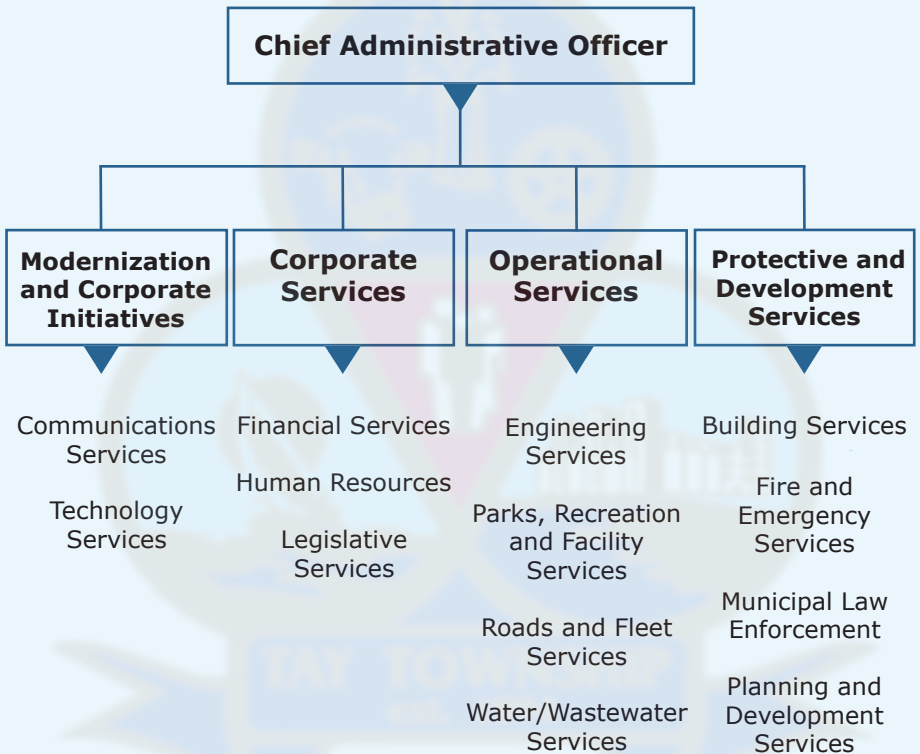 Chief Administrative Officer
Modernization
and Corporate
Initiatives
Corporate
Services
Operational
Services
Protective and
Development
Services
Communications
Services
Technology
Services
Financial Services
Human Resources
Legislative
Services
Engineering
Services
Parks, Recreation
and Facility
Services
Roads and Fleet
Services
Water/Wastewater
Services
Building Services
Fire and
Emergency
Services
Municipal Law
Enforcement
Planning and
Development
Services
TAY TOWNSHIP